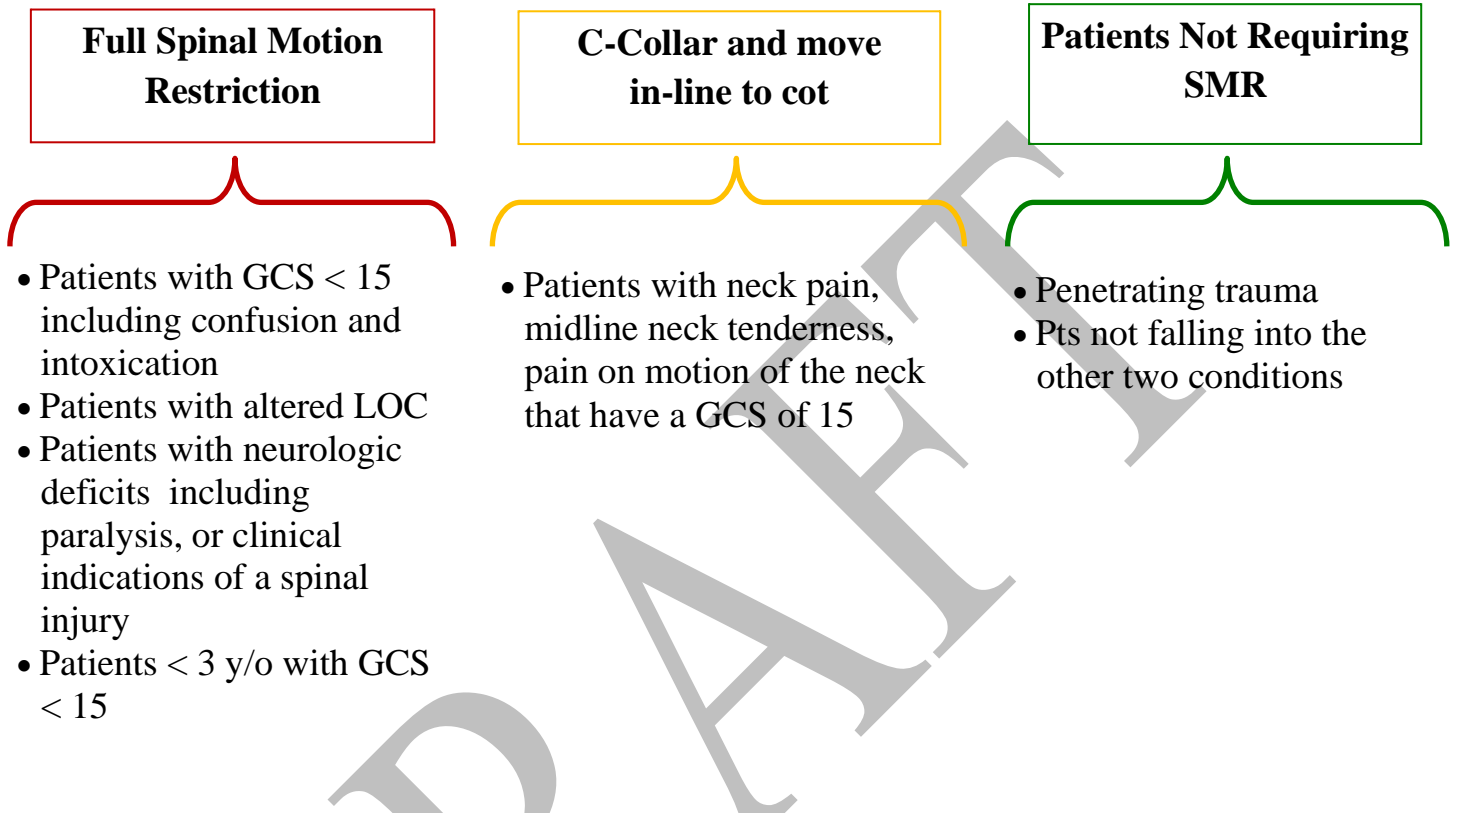 Full Spinal Motion
Restriction
• Patients with GCS < 15
including confusion and
intoxication
• Patients with altered LOC
• Patients with neurologic
deficits  including
paralysis, or clinical
indications of a spinal
injury
• Patients < 3 y/o with GCS
< 15
C-Collar and move
in-line to cot
• Patients with neck pain,
midline neck tenderness,
pain on motion of the neck
that have a GCS of 15
Patients Not Requiring
SMR
• Penetrating trauma
• Pts not falling into the
other two conditions
DRAFT